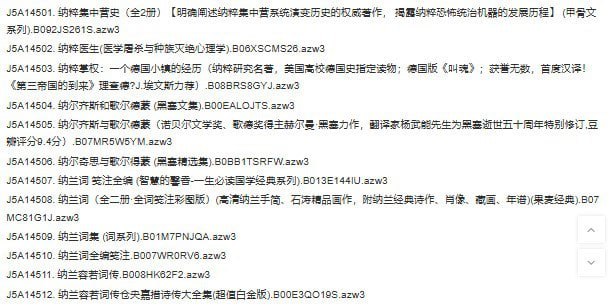 J5A14501. 纳粹集中营史（全2册）【明确阐述纳粹集中营系统演变历史的权威著作， 揭露纳粹恐怖统治机器的发展历程】 (甲骨文
系列).B092JS261S.azw3
J5A14502. 纳粹医生(医学屠杀与种族灭绝心理学).B06XSCMS26.azw3
J5A14503. 纳粹掌权：一个德国小镇的经历（纳粹研究名著，美国高校德国史指定读物；德国版《叫魂》；获誉无数，首度汉译！
《第三帝国的到来》理查德?J.埃文斯力荐）.B08BRS8GYJ.azw3
J5A14504. 纳尔齐斯和歌尔德蒙 (黑塞文集).B00EALOJTS.azw3
J5A14505. 纳尔齐斯与歌尔德蒙（诺贝尔文学奖、歌德奖得主赫尔曼·黑塞力作，翻译家杨武能先生为黑塞逝世五十周年特别修订,豆
瓣评分9.4分）.B07MR5W5YM.azw3
J5A14506. 纳尔奇思与歌尔得蒙 (黑塞精选集).B0BB1TSRFW.azw3
J5A14507. 纳兰词 笑注全编 (智慧的馨香-一生必读国学经典系列).B013E144IU.azw3
J5A14508. 纳兰词（全二册·全词笺注彩图版）(高清纳兰手简、石涛精品画作，附纳兰经典诗作、肖像、藏画、年谱)(果麦经典).B07
MC81G1J.azw3
J5A14509. 纳兰词集 (词系列).B01M7PNJQA.azw3
J5A14510. 纳兰词全编笺注.B007WR0RV6.azw3
J5A14511. 纳兰容若词传.B008HK62F2.azw3
J5A14512. 纳兰容若词传仓央嘉措诗传大全集(超值白金版).B00E3QO19S.azw3